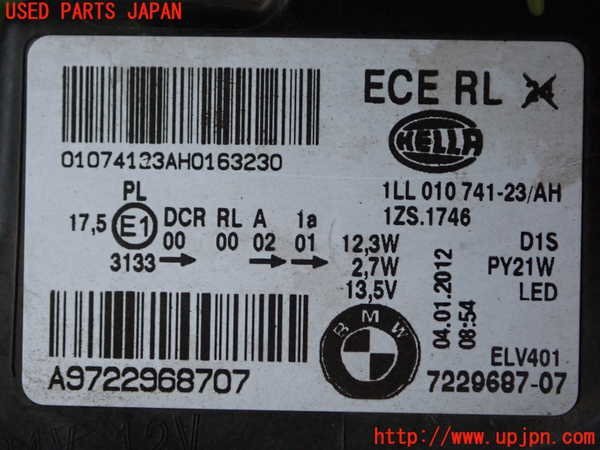 USED PARTS JAPAN
ECE RL
01074123AH0163230
HELLA
1LL 010 741-23/AH
1ZS.1746
PL
17,5 E1 DCR RL A 1a
00 00 02 01
3133
12,3W D1S
2,7W PY21W
13,5V LED
04.01.2012
08:54
BMW
ELV401
A9722968707
7229687-07
12V
http://www.upjpn.com